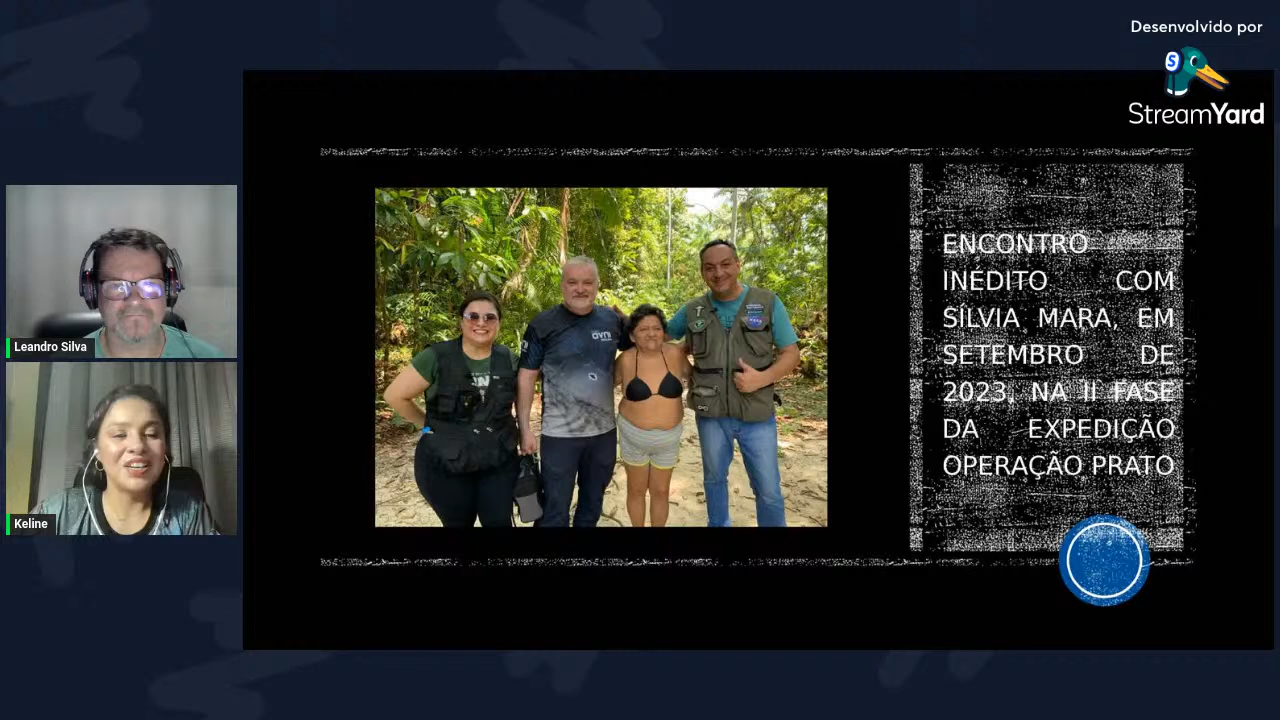 Desenvolvido por
StreamYard
Leandro Silva
Keline
ENCONTRO
INÉDITO COM
SILVIA MARA, EM
SETEMBRO DE
2023, NA II FASE
DA EXPEDIÇÃO
OPERAÇÃO PRATO
OVNI